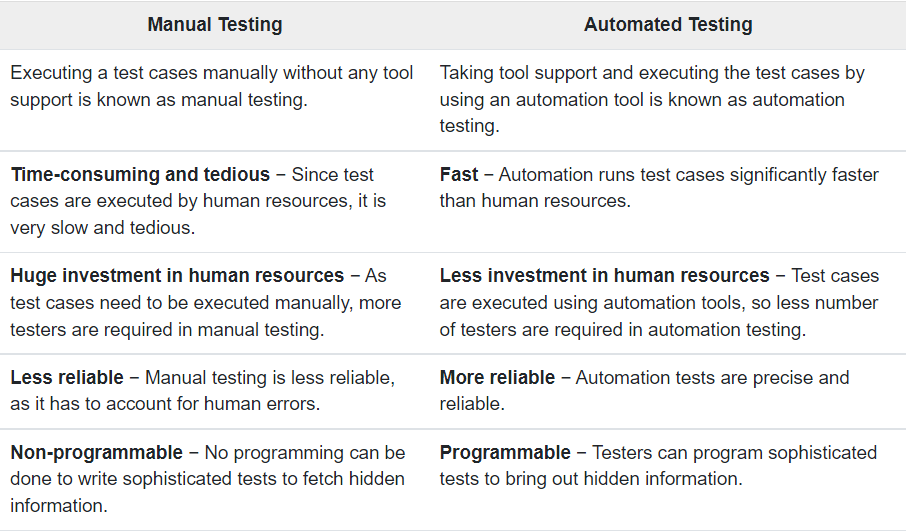 Manual Testing
Automated Testing
Executing a test cases manually without any tool
support is known as manual testing.
Taking tool support and executing the test cases by
using an automation tool is known as automation
testing.
Time-consuming and tedious − Since test
cases are executed by human resources, it is
very slow and tedious.
Fast − Automation runs test cases significantly faster
than human resources.
Huge investment in human resources − As
test cases need to be executed manually, more
testers are required in manual testing.
Less investment in human resources − Test cases
are executed using automation tools, so less number
of testers are required in automation testing.
Less reliable − Manual testing is less reliable,
as it has to account for human errors.
More reliable − Automation tests are precise and
reliable.
Non-programmable − No programming can be
done to write sophisticated tests to fetch hidden
information.
Programmable − Testers can program sophisticated
tests to bring out hidden information.